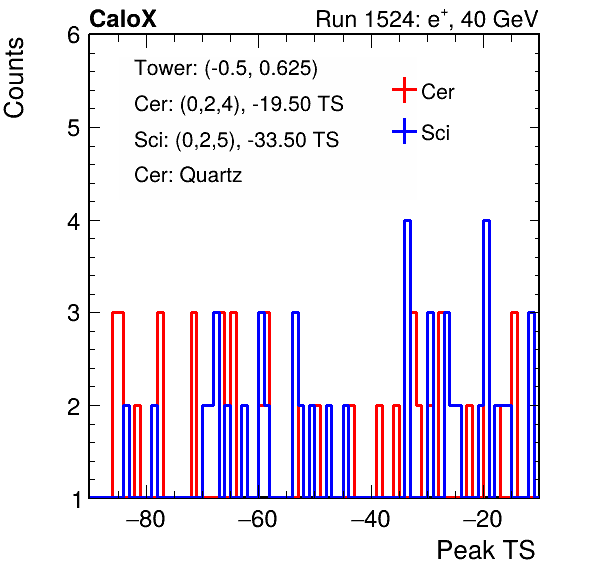 CaloX Run 1524: e⁺, 40 GeV
Counts
6
5
4
3
2
1
Tower: (-0.5, 0.625)
Cer: (0,2,4), -19.50 TS
Sci: (0,2,5), -33.50 TS
Cer: Quartz
Cer
Sci
−80 −60 −40 −20
Peak TS